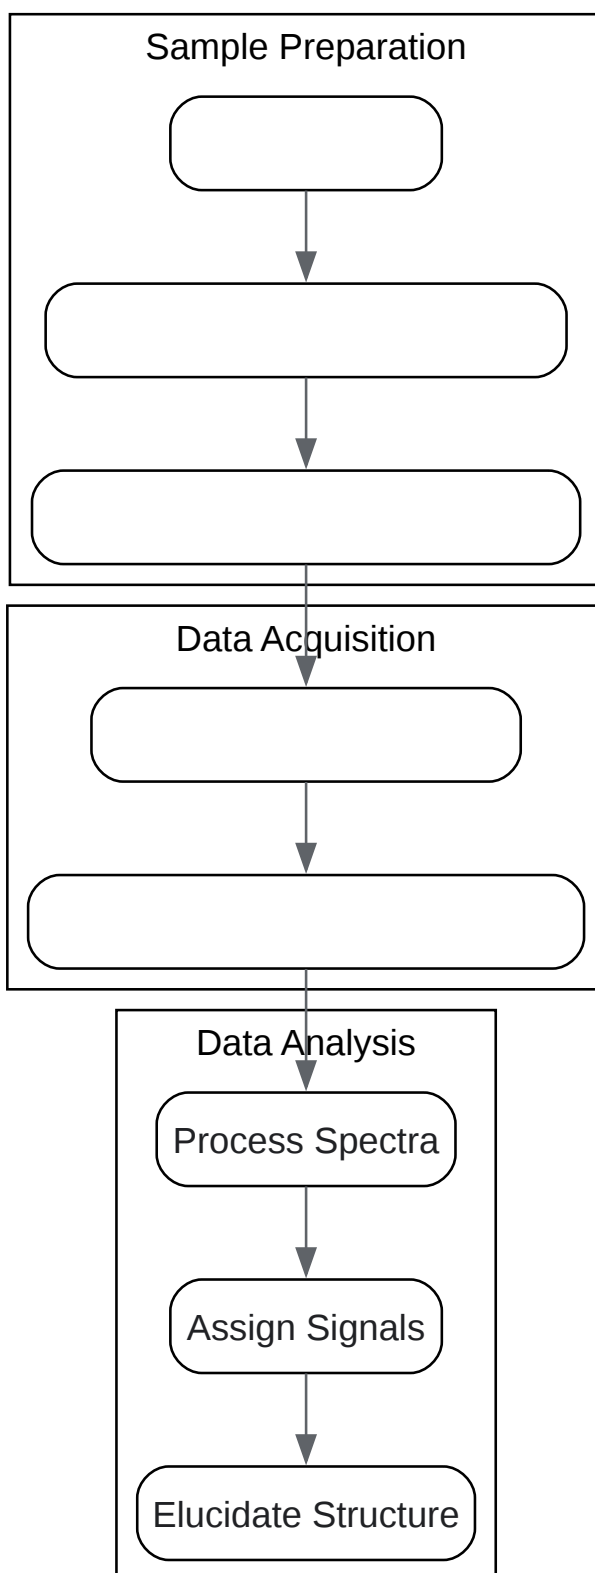 Sample Preparation
Data Acquisition
Data Analysis
Process Spectra
Assign Signals
Elucidate Structure